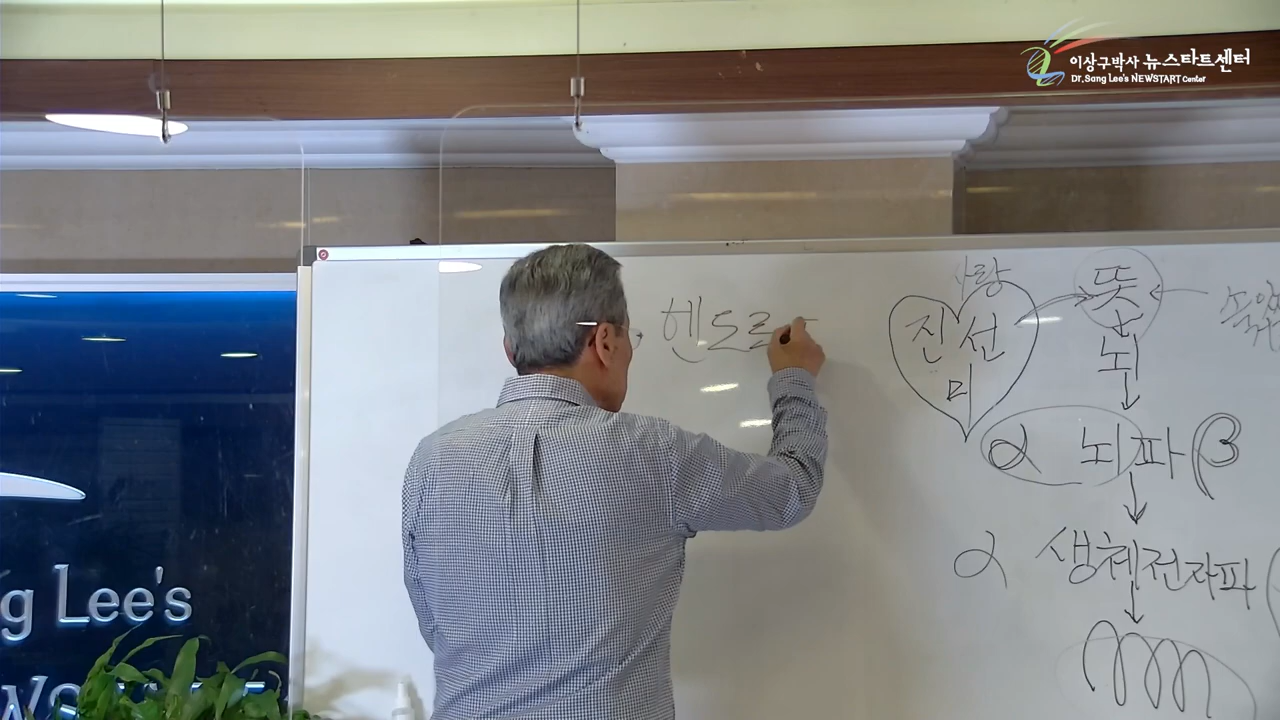 이상구박사 뉴스타트센터
Dr. Sang Lee's NEWSTART Center
헨도르
사랑
뜻
진 선
미
뇌
α 뇌파 β
α 생체전자파
g Lee's